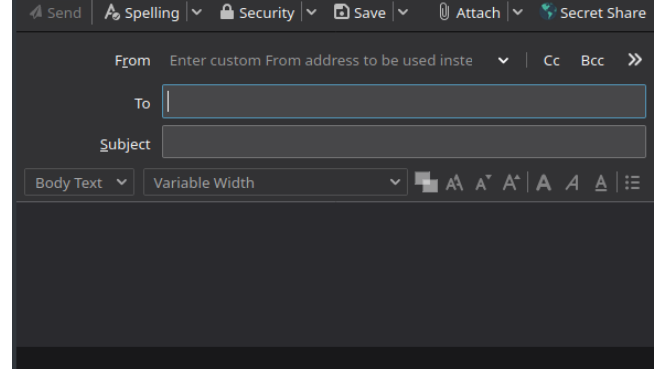 Send Spelling Security Save Attach Secret Share
From Enter custom From address to be used inste Cc Bcc
To
Subject
Body Text Variable Width